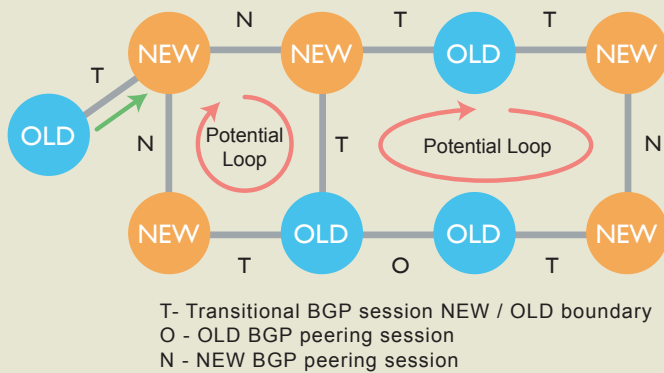 N T T
NEW NEW OLD NEW
T
OLD
N Potential Loop T Potential Loop N
NEW OLD OLD NEW
T O T
T- Transitional BGP session NEW / OLD boundary
O - OLD BGP peering session
N - NEW BGP peering session